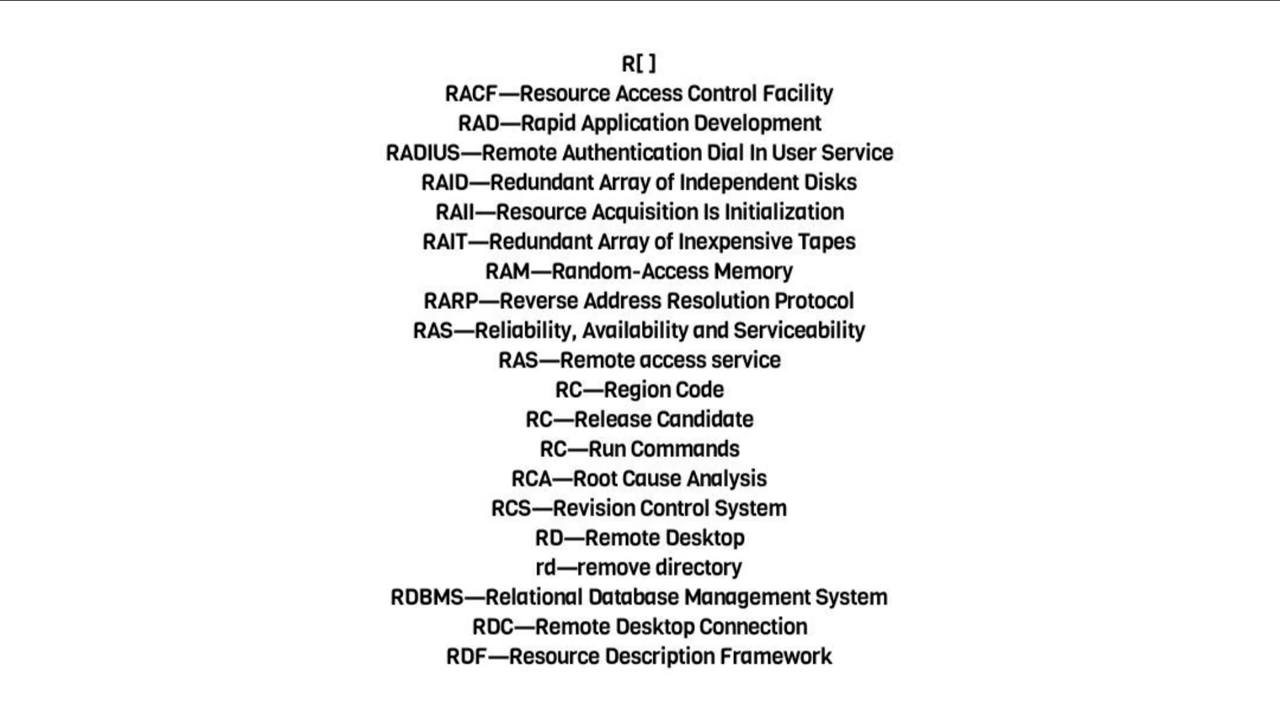 R[ ]
RACF—Resource Access Control Facility
RAD—Rapid Application Development
RADIUS—Remote Authentication Dial In User Service
RAID—Redundant Array of Independent Disks
RAII—Resource Acquisition Is Initialization
RAIT—Redundant Array of Inexpensive Tapes
RAM—Random-Access Memory
RARP—Reverse Address Resolution Protocol
RAS—Reliability, Availability and Serviceability
RAS—Remote access service
RC—Region Code
RC—Release Candidate
RC—Run Commands
RCA—Root Cause Analysis
RCS—Revision Control System
RD—Remote Desktop
rd—remove directory
RDBMS—Relational Database Management System
RDC—Remote Desktop Connection
RDF—Resource Description Framework